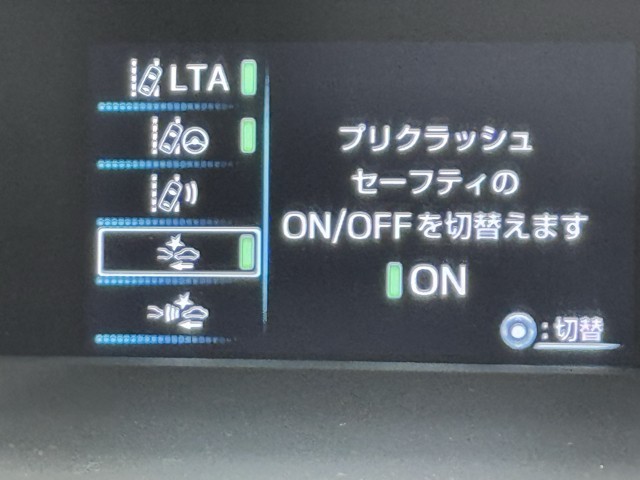 LTA
プリクラッシュ
セーフティの
ON/OFFを切替えます
ON
:切替